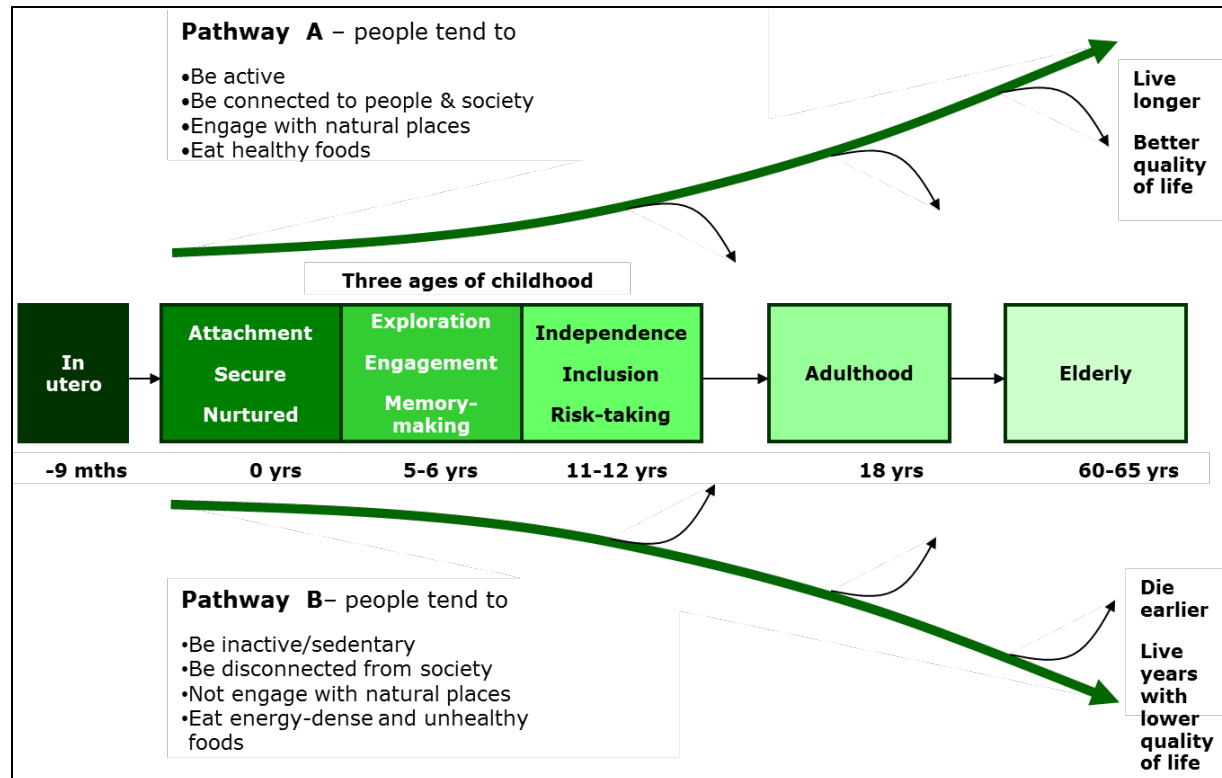 Pathway A – people tend to
•Be active
•Be connected to people & society
•Engage with natural places
•Eat healthy foods
Live
longer
Better
quality
of life
Three ages of childhood
In
utero
Attachment
Secure
Nurtured
Exploration
Engagement
Memory-
making
Independence
Inclusion
Risk-taking
Adulthood
Elderly
-9 mths
0 yrs
5-6 yrs
11-12 yrs
18 yrs
60-65 yrs
Pathway B– people tend to
•Be inactive/sedentary
•Be disconnected from society
•Not engage with natural places
•Eat energy-dense and unhealthy
foods
Die
earlier
Live
years
with
lower
quality
of life